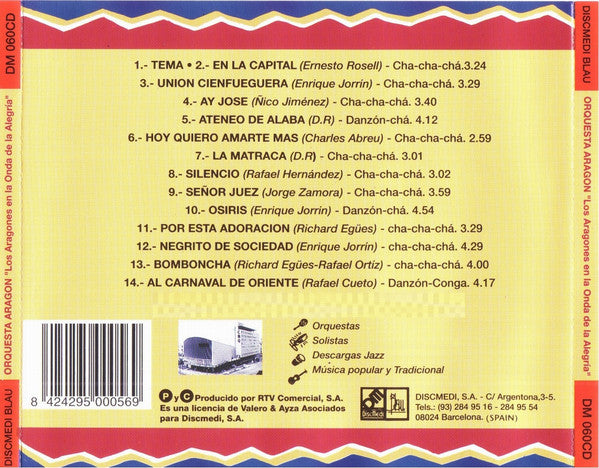 1.- TEMA • 2.- EN LA CAPITAL (Ernesto Rosell) - Cha-cha-chá.3.24
3.- UNION CIENFUEGUERA (Enrique Jorrín) - Cha-cha-chá. 3.29
4.- AY JOSE (Ñico Jiménez) - Cha-cha-chá. 3.40
5.- ATENEO DE ALABA (D.R) - Danzón-chá. 4.12
6.- HOY QUIERO AMARTE MAS (Charles Abreu) - Cha-cha-chá. 2.59
7.- LA MATRACA (D.R) - Cha-cha-chá. 3.01
8.- SILENCIO (Rafael Hernández) - Cha-cha-chá. 3.02
9.- SEÑOR JUEZ (Jorge Zamora) - Cha-cha-chá. 3.59
10.- OSIRIS (Enrique Jorrín) - Danzón-chá. 4.54
11.- POR ESTA ADORACION (Richard Egües) - cha-cha-chá. 3.29
12.- NEGRITO DE SOCIEDAD (Enrique Jorrín) - cha-cha-chá. 4.29
13.- BOMBONCHA (Richard Egües-Rafael Ortíz) - cha-cha-chá. 4.00
14.- AL CARNAVAL DE ORIENTE (Rafael Cueto) - Danzón-Conga. 4.17
Orquestas
Solistas
Descargas Jazz
Música popular y Tradicional
8 424295 000569
P y C Producido por RTV Comercial, S.A.
Es una licencia de Valero & Ayza Asociados
para Discmedi, S.A.
DiscMedi
Blau
DISCMEDI, S.A. - C/ Argentona,3-5.
Tels.: (93) 284 95 16 - 284 95 54
08024 Barcelona. (SPAIN)
DISCMEDI BLAU
ORQUESTA ARAGON "Los Aragones en la Onda de la Alegría"
DM 060CD
DISCMEDI BLAU
ORQUESTA ARAGON "Los Aragones en la Onda de la Alegría"
DM 060CD